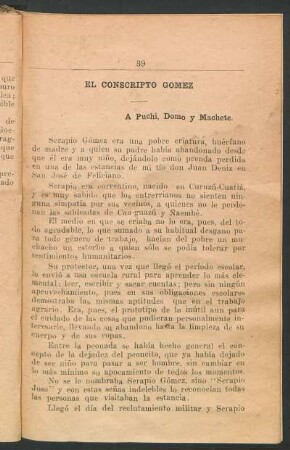 39
EL CONSCRIPTO GOMEZ
A Puchi, Domo y Machete.
Serapio Gómez era una pobre criatura, huérfano
de madre y a quien su padre había abandonado desde
que él era muy niño, dejándolo como prenda perdida
en una de las estancias de mi tío don Juan Deniz en
San José de Feliciano.
Serapio era correntino, nacido en Curuzú-Cuatiá,
y es muy sabido que los entrerrianos no sienten
ninguna simpatía por sus vecinos, a quienes no le perdo-
nan las sableadas de Caa guazú y Ñaembé.
El medio en que se criaba no le era, pues, del to-
do agradable, lo que sumado a su habitual desgano pa-
ra todo género de trabajo, hacían del pobre un mu-
chacho un estorbo a quien sólo se podía tolerar por
sentimientos humanitarios.
Su protector, una vez que llegó el período escolar,
lo envió a una escuela rural para aprender lo más ele-
mental: leer, escribir y sacar cuentas; pero sin ningún
aprovechamiento, pues en sus obligaciones escolares
demostraba las mismas aptitudes que en el trabajo
agrario. Era, pues, el prototipo de lo inútil aun para
el cuidado de las cosas que pudieran personalmente in-
teresarle, llevando su abandono hasta la limpieza de su
cuerpo y de sus ropas.
Entre la peonada se había hecho general el con-
cepto de la dejadez del peoncito, que ya había dejado
de ser niño para pasar a ser hombre, sin cambiar en
lo más mínimo su apocamiento de todos los momentos.
No se le nombraba Serapio Gómez, sino "Serapio
Juso" y con estas señas indelebles lo reconocían todas
las personas que visitaban la estancia.
Llegó el día del reclutamiento militar y Serapio